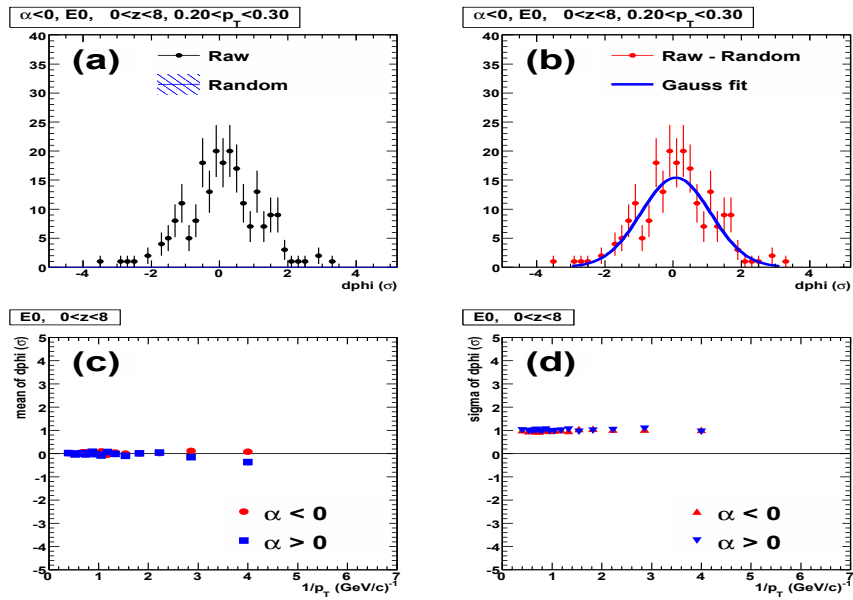 α<0, E0, 0<z<8, 0.20<p_T<0.30
(a)
Raw
Random
40
35
30
25
20
15
10
5
0
-4 -2 0 2 4
dphi (σ)
α<0, E0, 0<z<8, 0.20<p_T<0.30
(b)
Raw - Random
Gauss fit
40
35
30
25
20
15
10
5
0
-4 -2 0 2 4
dphi (σ)
E0, 0<z<8
(c)
mean of dphi (σ)
5
4
3
2
1
0
-1
-2
-3
-4
-5
α < 0
α > 0
0 1 2 3 4 5 6 7
1/p_T (GeV/c)⁻¹
E0, 0<z<8
(d)
sigma of dphi (σ)
5
4
3
2
1
0
-1
-2
-3
-4
-5
α < 0
α > 0
0 1 2 3 4 5 6 7
1/p_T (GeV/c)⁻¹